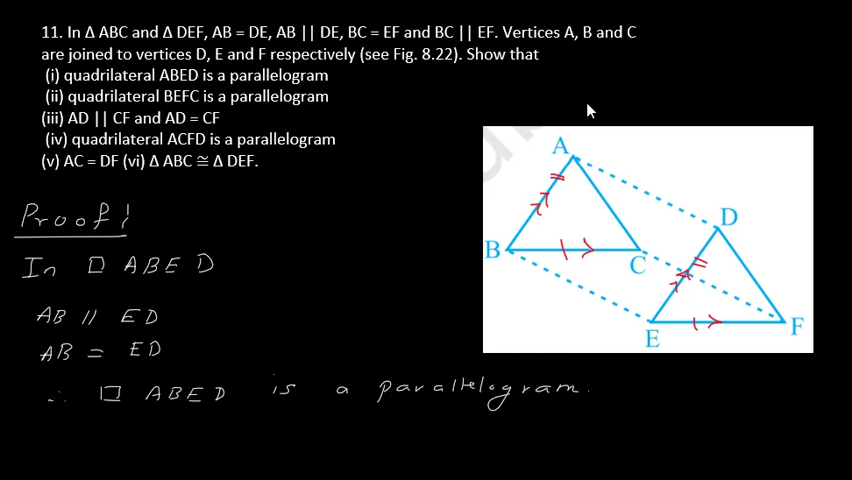 11. In Δ ABC and Δ DEF, AB = DE, AB || DE, BC = EF and BC || EF. Vertices A, B and C
are joined to vertices D, E and F respectively (see Fig. 8.22). Show that
(i) quadrilateral ABED is a parallelogram
(ii) quadrilateral BEFC is a parallelogram
(iii) AD || CF and AD = CF
(iv) quadrilateral ACFD is a parallelogram
(v) AC = DF (vi) Δ ABC ≅ Δ DEF.
A
D
B
C
E
F
Proof!
In □ ABED
AB || ED
AB = ED
∴ □ ABED is a parallelogram.